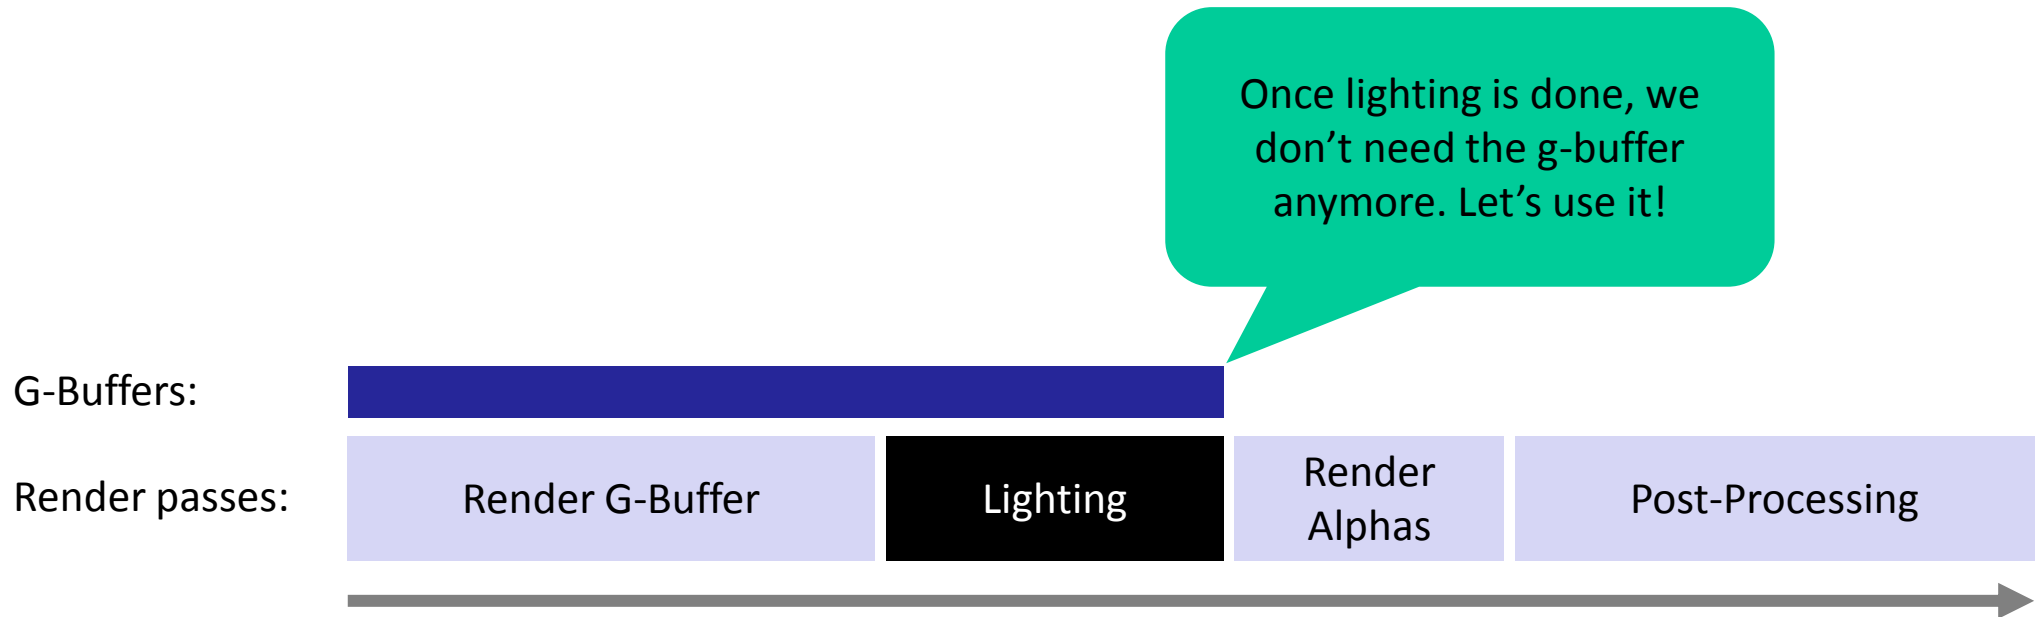 Once lighting is done, we
don’t need the g-buffer
anymore. Let’s use it!
G-Buffers:
Render passes:
Render G-Buffer
Lighting
Render
Alphas
Post-Processing